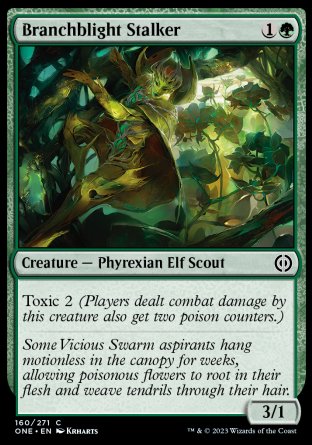 Branchblight Stalker 1
Creature — Phyrexian Elf Scout
Toxic 2 (Players dealt combat damage by
this creature also get two poison counters.)
Some Vicious Swarm aspirants hang
motionless in the canopy for weeks,
allowing poisonous flowers to root in their
flesh and weave tendrils through their hair.
3/1
160/271 C
ONE • EN Krharts
™ & © 2023 Wizards of the Coast